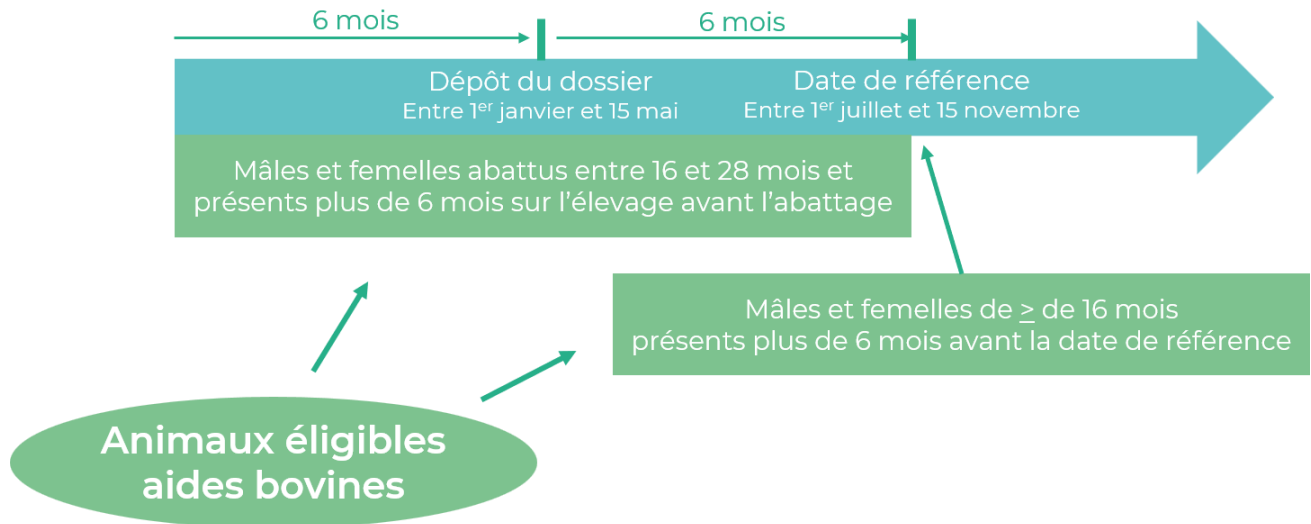 6 mois
6 mois
Dépôt du dossier
Entre 1er janvier et 15 mai
Date de référence
Entre 1er juillet et 15 novembre
Mâles et femelles abattus entre 16 et 28 mois et
présents plus de 6 mois sur l'élevage avant l'abattage
Mâles et femelles de > de 16 mois
présents plus de 6 mois avant la date de référence
Animaux éligibles
aides bovines